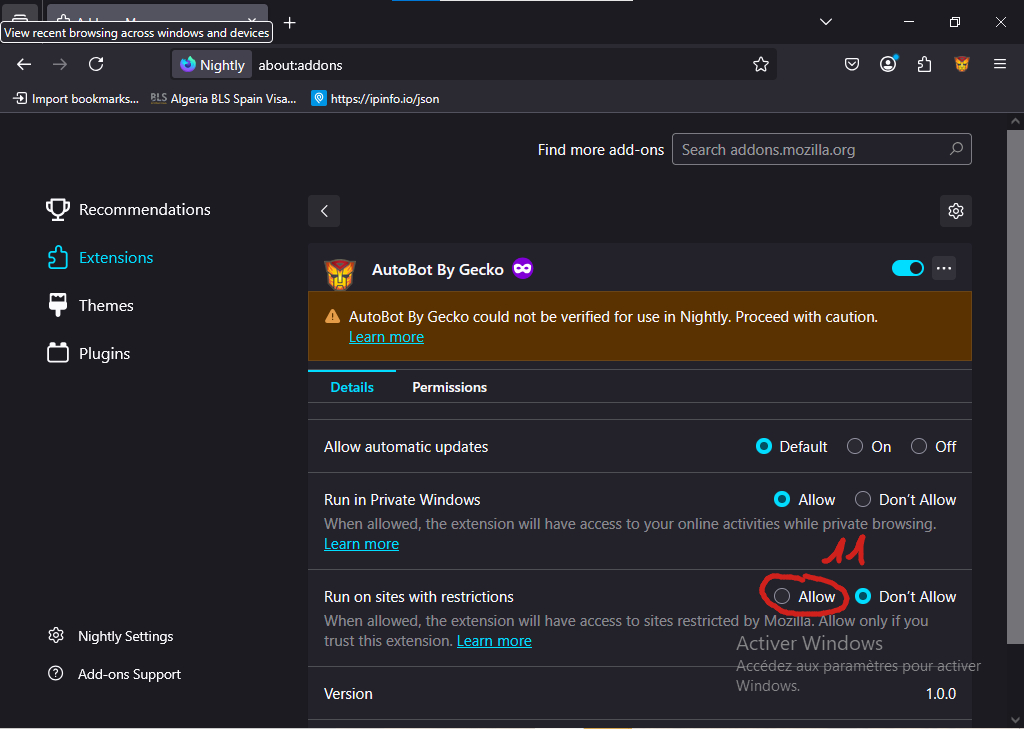 View recent browsing across windows and devices
Nightly
about:addons
Import bookmarks...
BLS Algeria BLS Spain Visa...
https://ipinfo.io/json
Find more add-ons
Search addons.mozilla.org
Recommendations
Extensions
Themes
Plugins
Nightly Settings
Add-ons Support
AutoBot By Gecko
AutoBot By Gecko could not be verified for use in Nightly. Proceed with caution.
Learn more
Details
Permissions
Allow automatic updates
Default On Off
Run in Private Windows
Allow Don't Allow
When allowed, the extension will have access to your online activities while private browsing.
Learn more
11
Run on sites with restrictions
Allow Don't Allow
When allowed, the extension will have access to sites restricted by Mozilla. Allow only if you
trust this extension. Learn more
Activer Windows
Accédez aux paramètres pour activer
Windows.
Version
1.0.0